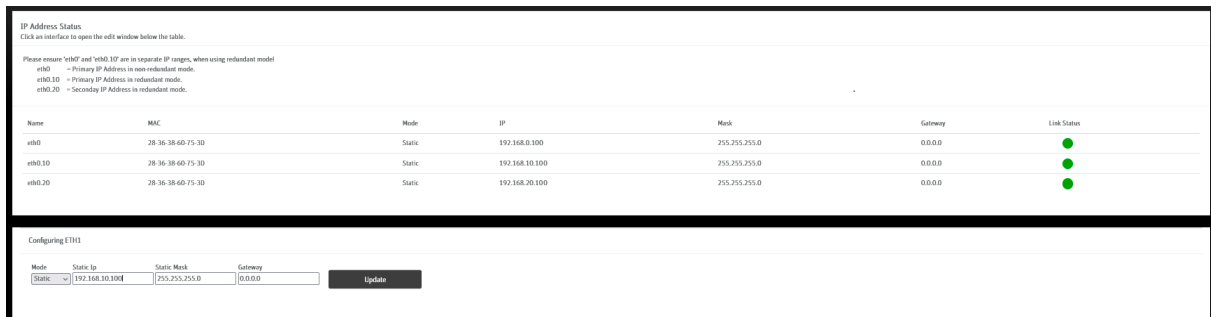 IP Address Status
Click an interface to open the edit window below the table.
Please ensure 'eth0' and 'eth0.10' are in separate IP ranges, when using redundant mode!
eth0 = Primary IP Address in non-redundant mode.
eth0.10 = Primary IP Address in redundant mode.
eth0.20 = Seconday IP Address in redundant mode.
Name MAC Mode IP Mask Gateway Link Status
eth0 28-36-38-60-75-3D Static 192.168.0.100 255.255.255.0 0.0.0.0
eth0.10 28-36-38-60-75-3D Static 192.168.10.100 255.255.255.0 0.0.0.0
eth0.20 28-36-38-60-75-3D Static 192.168.20.100 255.255.255.0 0.0.0.0
Configuring ETH1
Mode Static Ip Static Mask Gateway
Static 192.168.10.100 255.255.255.0 0.0.0.0 Update